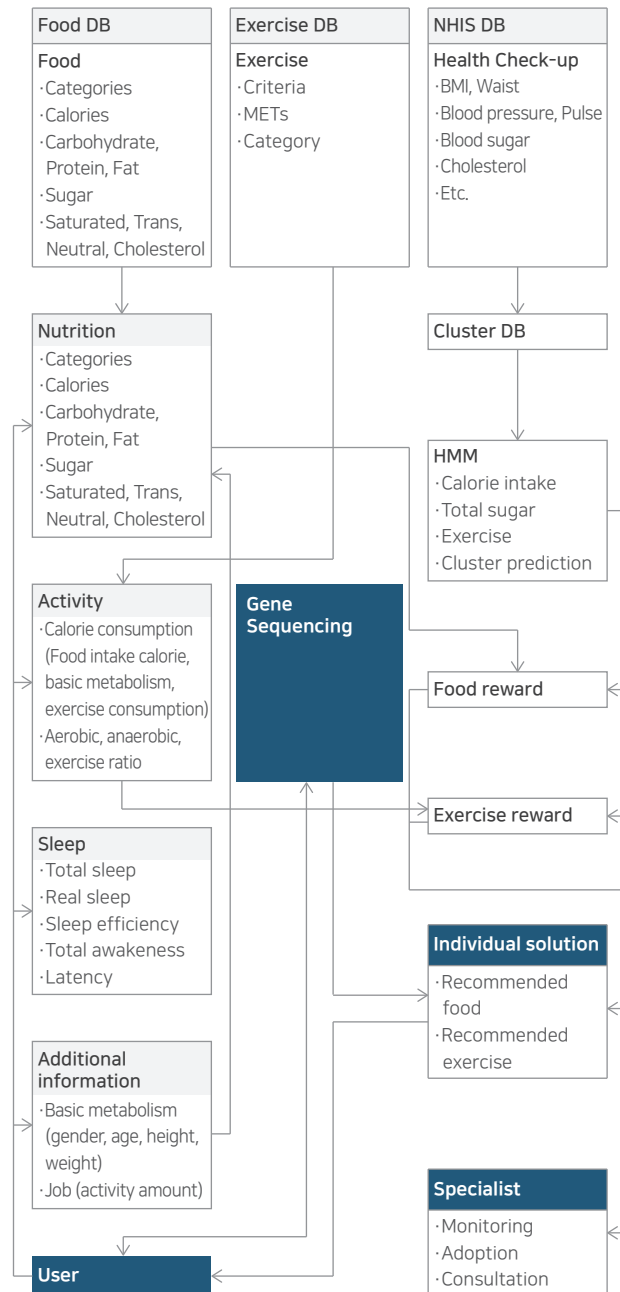 Food DB
Food
·Categories
·Calories
·Carbohydrate,
Protein, Fat
·Sugar
·Saturated, Trans,
Neutral, Cholesterol
Exercise DB
Exercise
·Criteria
·METs
·Category
NHIS DB
Health Check-up
·BMI, Waist
·Blood pressure, Pulse
·Blood sugar
·Cholesterol
·Etc.
Nutrition
·Categories
·Calories
·Carbohydrate,
Protein, Fat
·Sugar
·Saturated, Trans,
Neutral, Cholesterol
Cluster DB
HMM
·Calorie intake
·Total sugar
·Exercise
·Cluster prediction
Activity
·Calorie consumption
(Food intake calorie,
basic metabolism,
exercise consumption)
·Aerobic, anaerobic,
exercise ratio
Gene
Sequencing
Food reward
Exercise reward
Sleep
·Total sleep
·Real sleep
·Sleep efficiency
·Total awakeness
·Latency
Individual solution
·Recommended
food
·Recommended
exercise
Additional
information
·Basic metabolism
(gender, age, height,
weight)
·Job (activity amount)
Specialist
·Monitoring
·Adoption
·Consultation
User